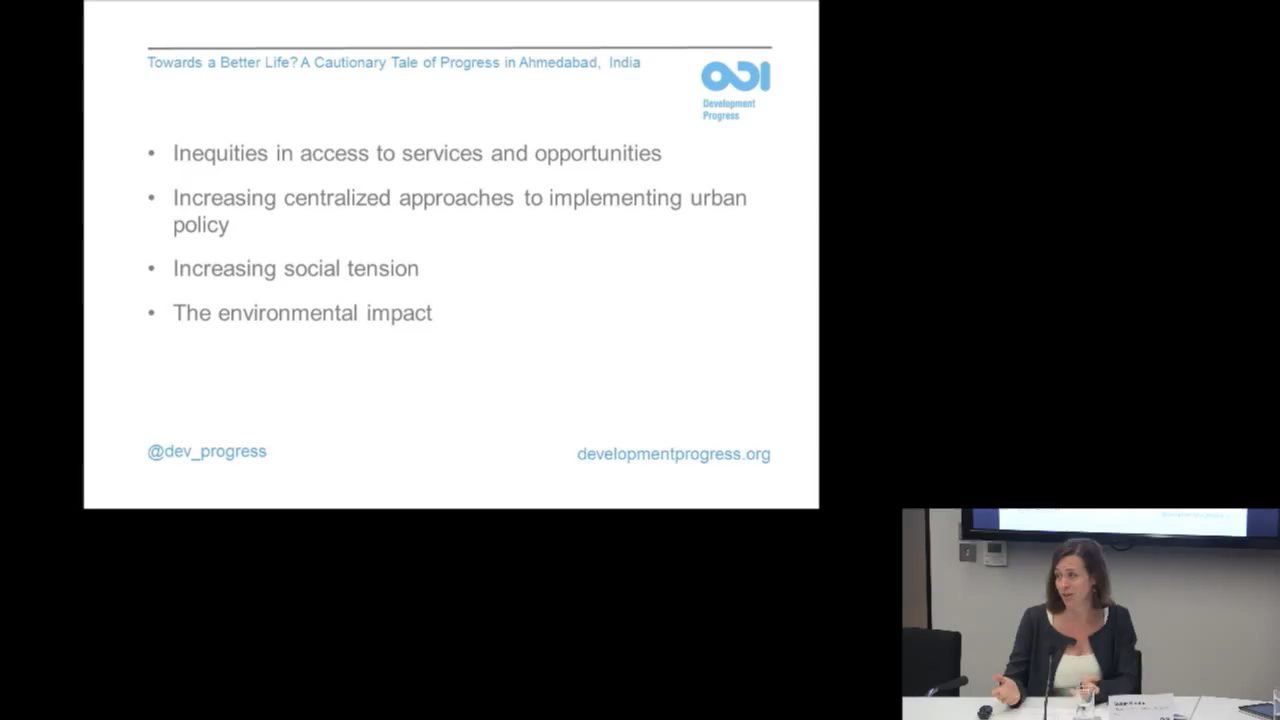 Towards a Better Life? A Cautionary Tale of Progress in Ahmedabad, India
ODI
Development
Progress
• Inequities in access to services and opportunities
• Increasing centralized approaches to implementing urban
policy
• Increasing social tension
• The environmental impact
@dev_progress
developmentprogress.org